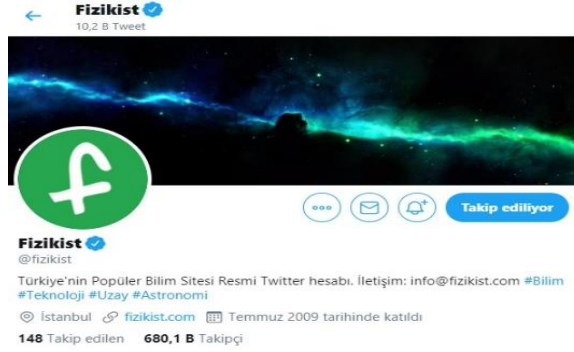 Fizikist
10,2 B Tweet
Takip ediliyor
Fizikist
@fizikist
Türkiye'nin Popüler Bilim Sitesi Resmi Twitter hesabı. İletişim: info@fizikist.com #Bilim
#Teknoloji #Uzay #Astronomi
İstanbul fizikist.com Temmuz 2009 tarihinde katıldı
148 Takip edilen 680,1 B Takipçi